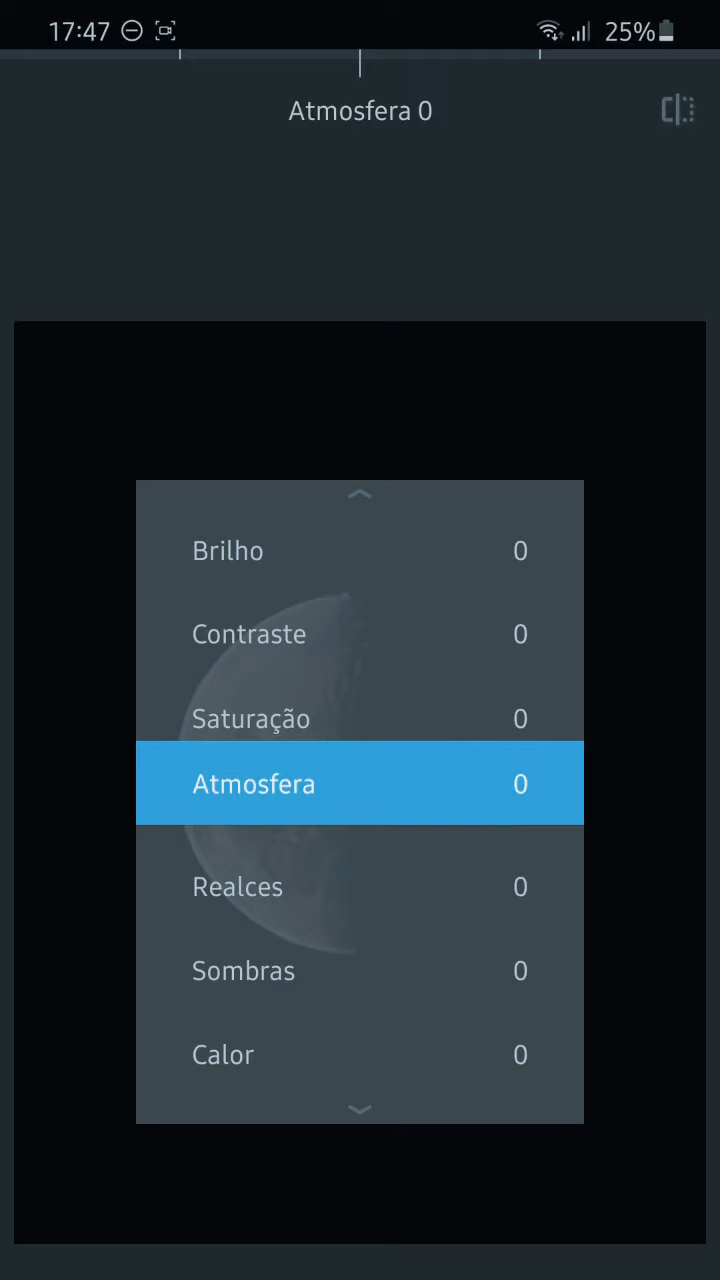 17:47 25%
Atmosfera 0
Brilho 0
Contraste 0
Saturação 0
Atmosfera 0
Realces 0
Sombras 0
Calor 0